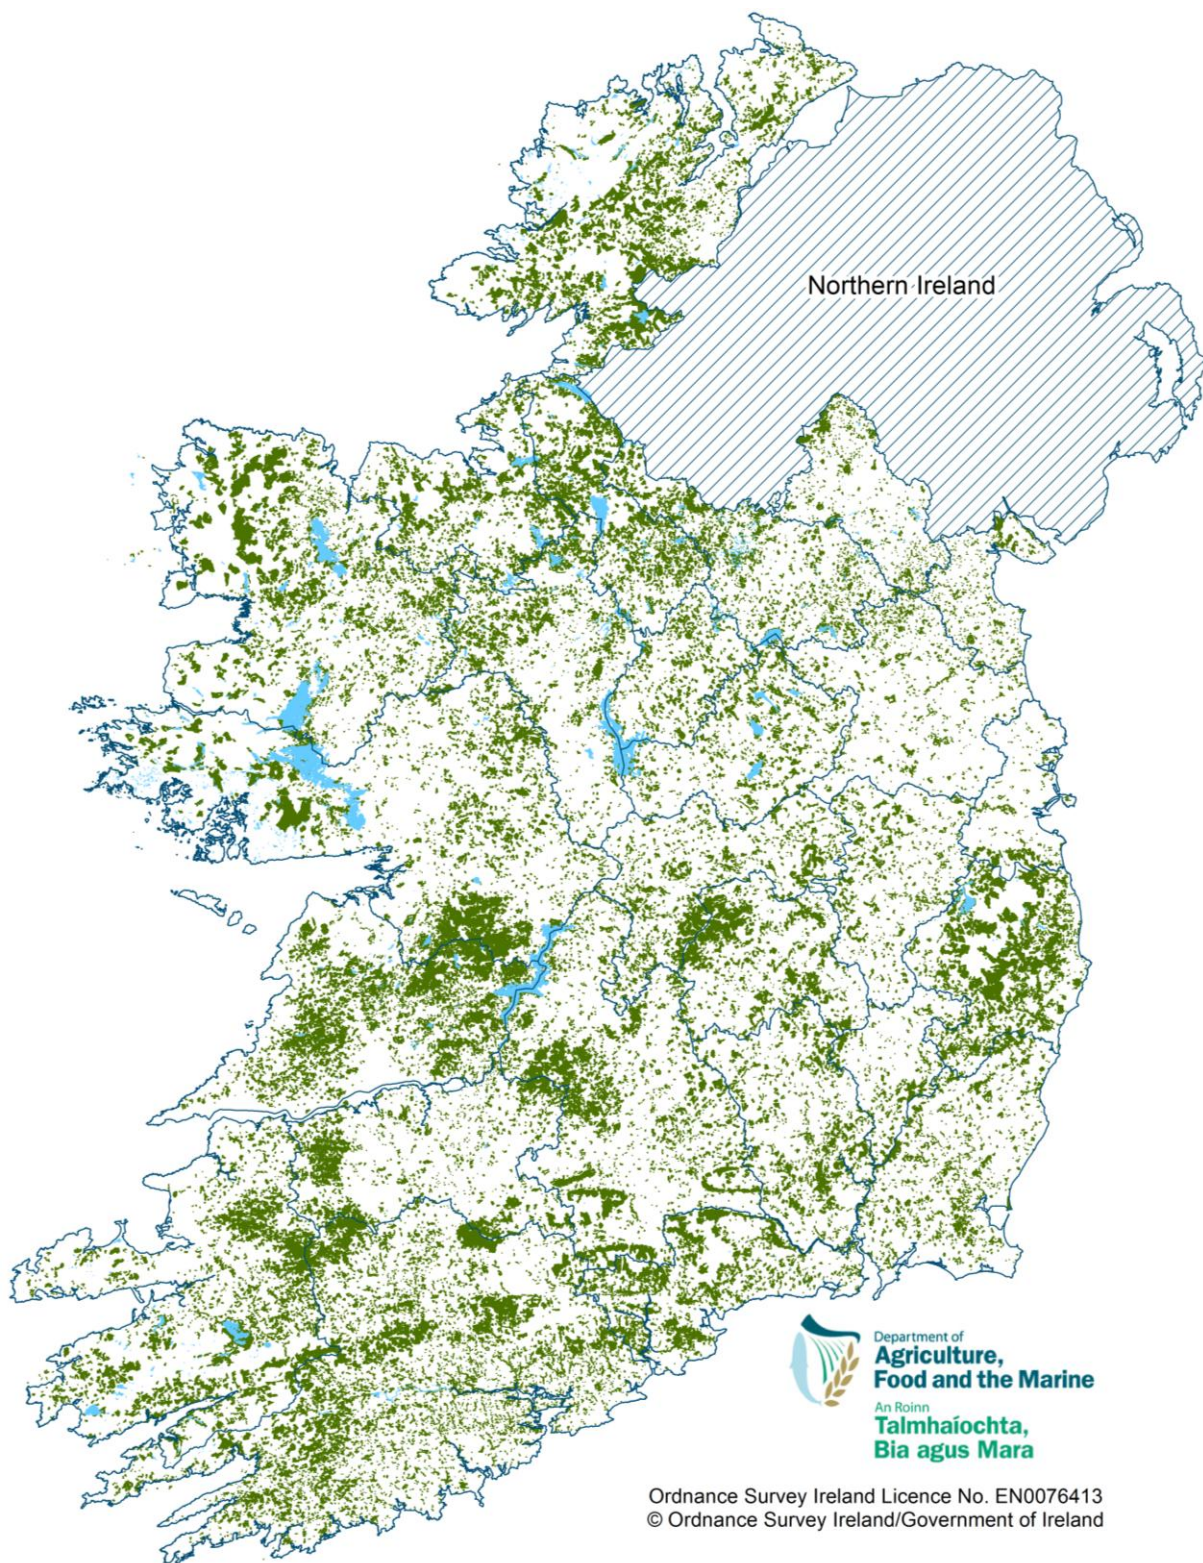 Northern Ireland
Department of
Agriculture,
Food and the Marine
An Roinn
Talmhaíochta,
Bia agus Mara
Ordnance Survey Ireland Licence No. EN0076413
© Ordnance Survey Ireland/Government of Ireland